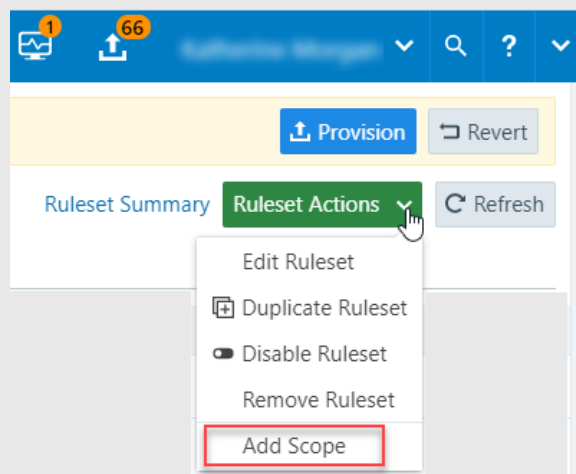 1
66
?
Provision
Revert
Ruleset Summary
Ruleset Actions
Refresh
Edit Ruleset
Duplicate Ruleset
Disable Ruleset
Remove Ruleset
Add Scope